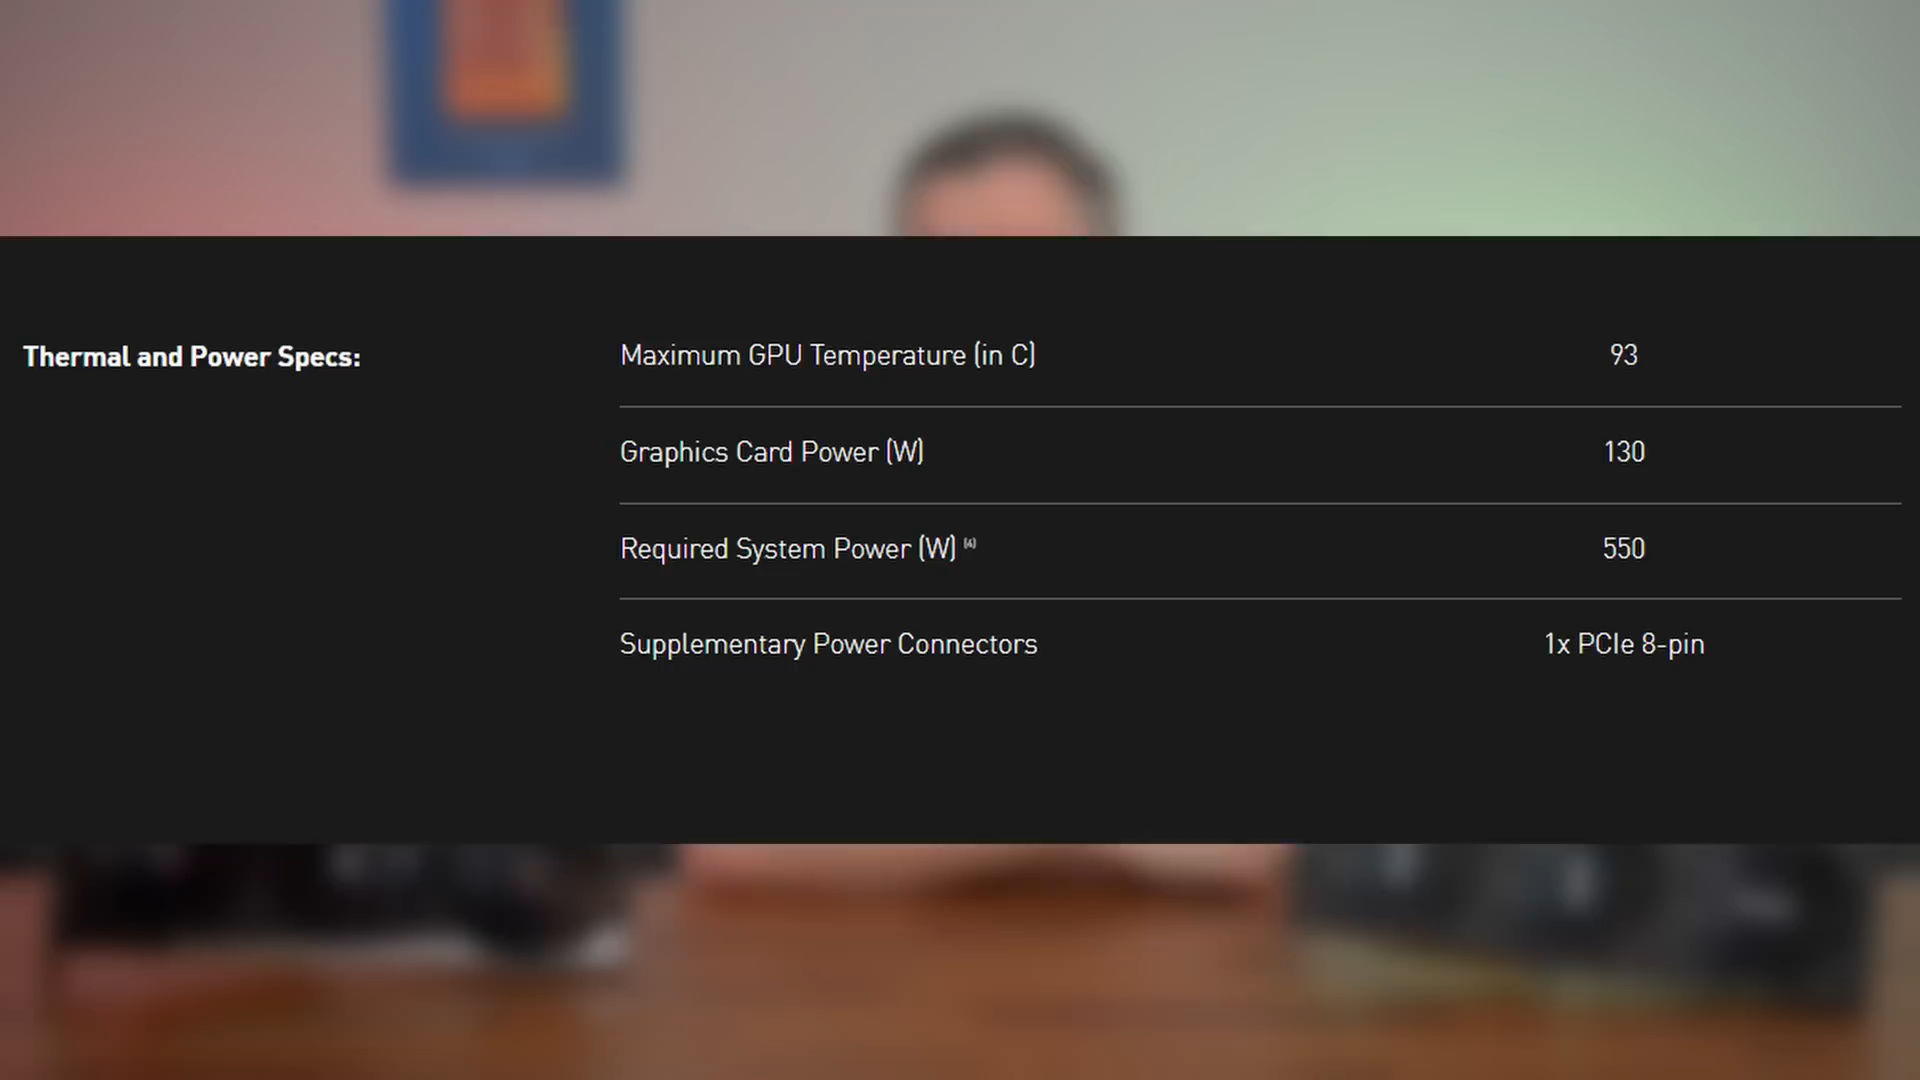 Thermal and Power Specs:
Maximum GPU Temperature (in C) 93
Graphics Card Power (W) 130
Required System Power (W) (4) 550
Supplementary Power Connectors 1x PCIe 8-pin